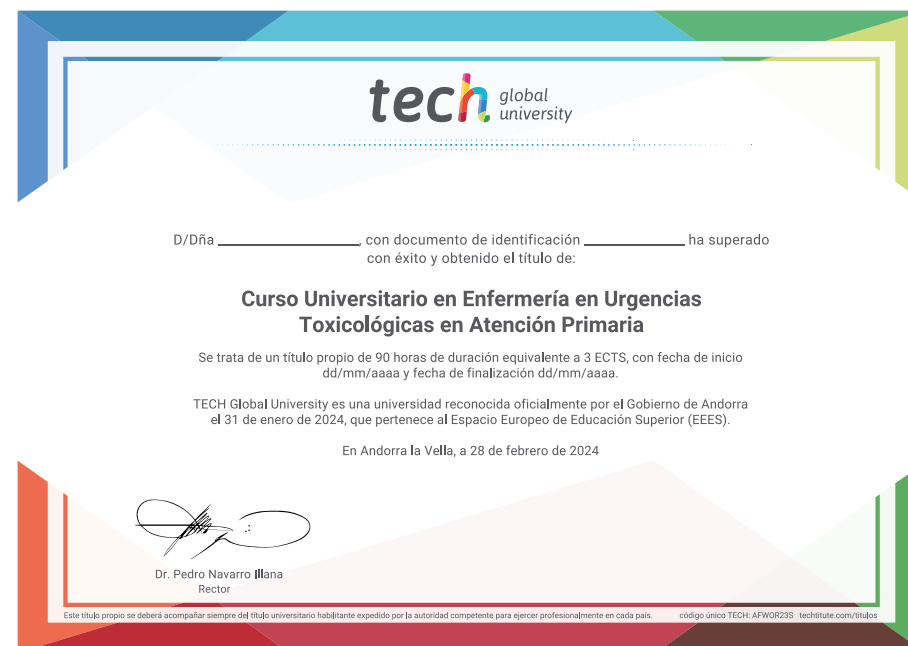 tech global university
D/Dña ____________________, con documento de identificación ______________ ha superado
con éxito y obtenido el título de:
Curso Universitario en Enfermería en Urgencias
Toxicológicas en Atención Primaria
Se trata de un título propio de 90 horas de duración equivalente a 3 ECTS, con fecha de inicio
dd/mm/aaaa y fecha de finalización dd/mm/aaaa.
TECH Global University es una universidad reconocida oficialmente por el Gobierno de Andorra
el 31 de enero de 2024, que pertenece al Espacio Europeo de Educación Superior (EEES).
En Andorra la Vella, a 28 de febrero de 2024
Dr. Pedro Navarro Illana
Rector
Este título propio se deberá acompañar siempre del título universitario habilitante expedido por la autoridad competente para ejercer profesionalmente en cada país. código único TECH: AFWOR23S techtitute.com/titulos